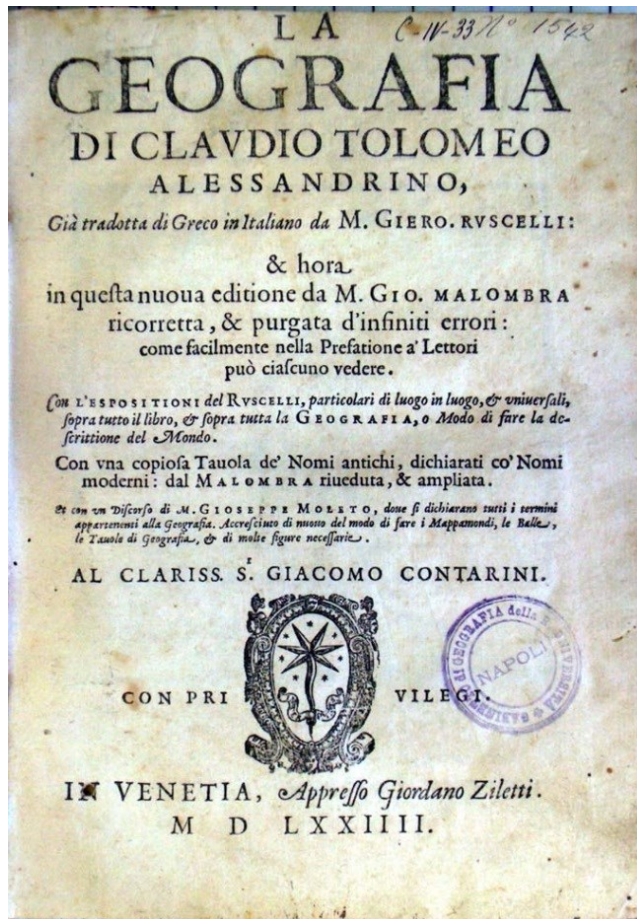 LA
C-IV-33 Nº 1542
GEOGRAFIA
DI CLAVDIO TOLOMEO
ALESSANDRINO,
Già tradotta di Greco in Italiano da M. GIERO. RVSCELLI:
& hora
in queſta nuoua editione da M. GIO. MALOMBRA
ricorretta, & purgata d'infiniti errori:
come facilmente nella Prefatione a' Lettori
può ciaſcuno vedere.
Con L'ESPOSITIONI del RVSCELLI, particolari di luogo in luogo, & vniuerſali,
ſopra tutto il libro, & ſopra tutta la GEOGRAFIA, o Modo di fare la de-
ſcrittione del Mondo.
Con vna copioſa Tauola de' Nomi antichi, dichiarati co' Nomi
moderni: dal MALOMBRA riueduta, & ampliata.
Et con vn Diſcorſo di M. GIOSEPPE MOLETO, doue ſi dichiarano tutti i termini
appartenenti alla Geografia. Accreſciuto di nuouo del modo di fare i Mappamondi, le Balle,
le Tauole di Geografia, & di molte figure neceſſarie.
AL CLARISS. S.r GIACOMO CONTARINI.
CON PRI VILEGI.
GABINETTO di GEOGRAFIA della R. UNIVERSITÀ
NAPOLI
IN VENETIA, Appreſſo Giordano Ziletti.
M D LXXIIII.